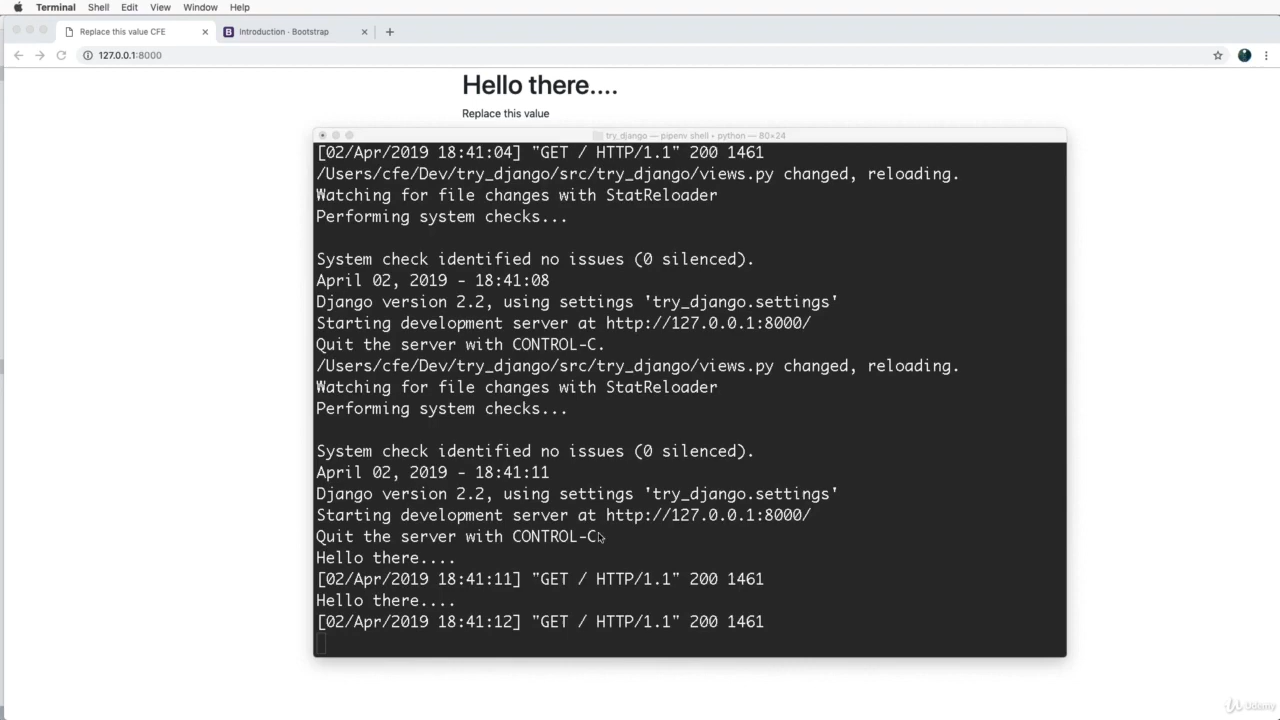 Terminal Shell Edit View Window Help
Replace this value CFE Introduction · Bootstrap
127.0.0.1:8000
Hello there....
Replace this value
try_django — pipenv shell • python — 80×24
[02/Apr/2019 18:41:04] "GET / HTTP/1.1" 200 1461
/Users/cfe/Dev/try_django/src/try_django/views.py changed, reloading.
Watching for file changes with StatReloader
Performing system checks...
System check identified no issues (0 silenced).
April 02, 2019 - 18:41:08
Django version 2.2, using settings 'try_django.settings'
Starting development server at http://127.0.0.1:8000/
Quit the server with CONTROL-C.
/Users/cfe/Dev/try_django/src/try_django/views.py changed, reloading.
Watching for file changes with StatReloader
Performing system checks...
System check identified no issues (0 silenced).
April 02, 2019 - 18:41:11
Django version 2.2, using settings 'try_django.settings'
Starting development server at http://127.0.0.1:8000/
Quit the server with CONTROL-C.
Hello there....
[02/Apr/2019 18:41:11] "GET / HTTP/1.1" 200 1461
Hello there....
[02/Apr/2019 18:41:12] "GET / HTTP/1.1" 200 1461
Udemy